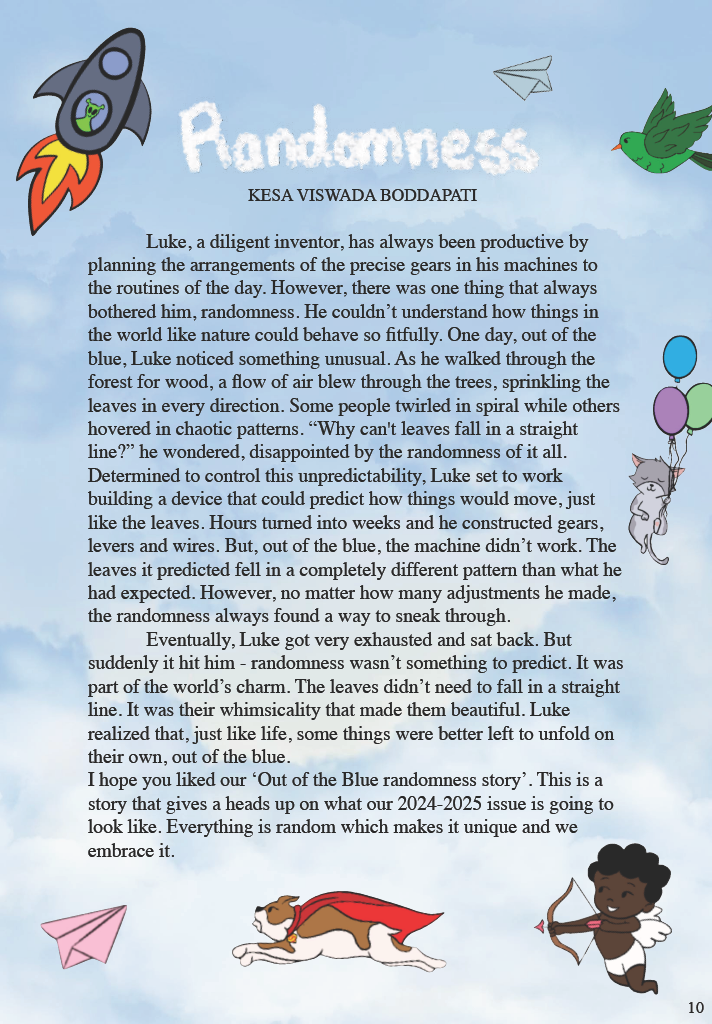 Randomness
KESA VISWADA BODDAPATI
Luke, a diligent inventor, has always been productive by
planning the arrangements of the precise gears in his machines to
the routines of the day. However, there was one thing that always
bothered him, randomness. He couldn’t understand how things in
the world like nature could behave so fitfully. One day, out of the
blue, Luke noticed something unusual. As he walked through the
forest for wood, a flow of air blew through the trees, sprinkling the
leaves in every direction. Some people twirled in spiral while others
hovered in chaotic patterns. “Why can't leaves fall in a straight
line?” he wondered, disappointed by the randomness of it all.
Determined to control this unpredictability, Luke set to work
building a device that could predict how things would move, just
like the leaves. Hours turned into weeks and he constructed gears,
levers and wires. But, out of the blue, the machine didn’t work. The
leaves it predicted fell in a completely different pattern than what he
had expected. However, no matter how many adjustments he made,
the randomness always found a way to sneak through.
Eventually, Luke got very exhausted and sat back. But
suddenly it hit him - randomness wasn’t something to predict. It was
part of the world’s charm. The leaves didn’t need to fall in a straight
line. It was their whimsicality that made them beautiful. Luke
realized that, just like life, some things were better left to unfold on
their own, out of the blue.
I hope you liked our ‘Out of the Blue randomness story’. This is a
story that gives a heads up on what our 2024-2025 issue is going to
look like. Everything is random which makes it unique and we
embrace it.
10